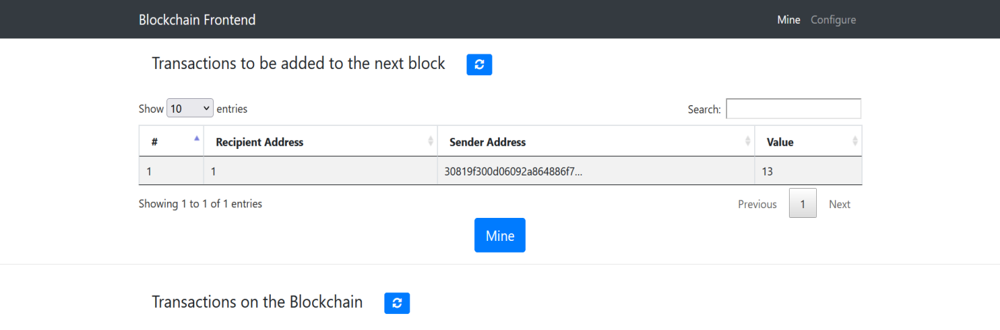 Blockchain Frontend Mine Configure
Transactions to be added to the next block
Show 10 entries Search:
# Recipient Address Sender Address Value
1 1 30819f300d06092a864886f7... 13
Showing 1 to 1 of 1 entries Previous 1 Next
Mine
Transactions on the Blockchain